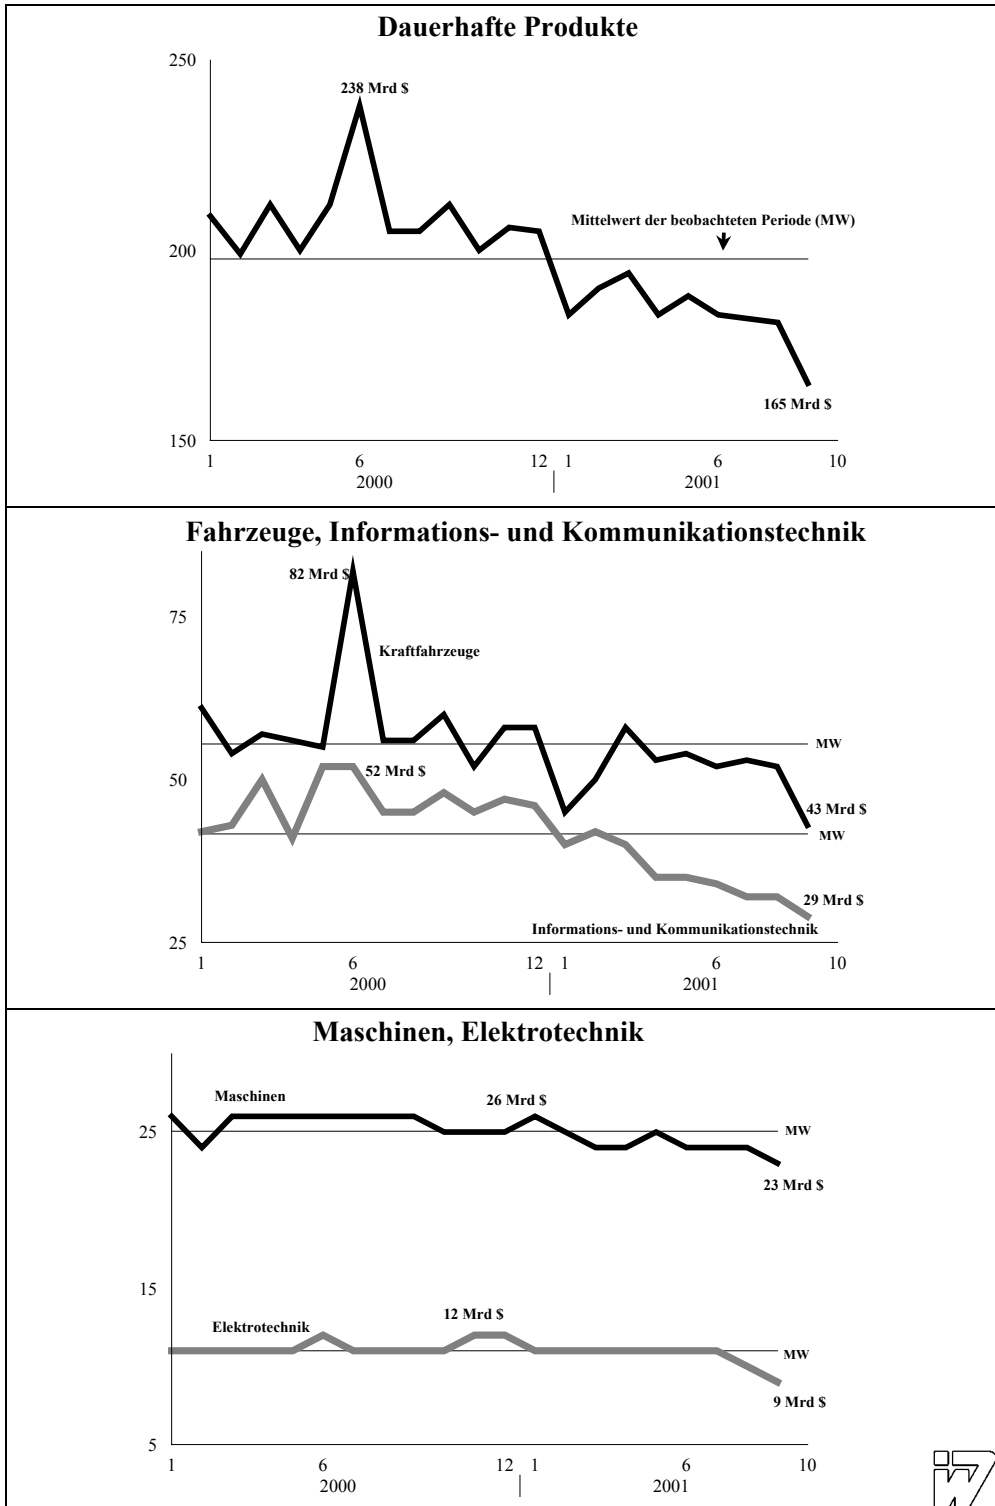 Dauerhafte Produkte
250
238 Mrd $
Mittelwert der beobachteten Periode (MW)
200
165 Mrd $
150
1 6 12 1 6 10
2000 | 2001
Fahrzeuge, Informations- und Kommunikationstechnik
82 Mrd $
75
Kraftfahrzeuge
MW
52 Mrd $
50
43 Mrd $
MW
29 Mrd $
Informations- und Kommunikationstechnik
25
1 6 12 1 6 10
2000 | 2001
Maschinen, Elektrotechnik
Maschinen
26 Mrd $
25
MW
23 Mrd $
15
12 Mrd $
Elektrotechnik
MW
9 Mrd $
5
1 6 12 1 6 10
2000 | 2001